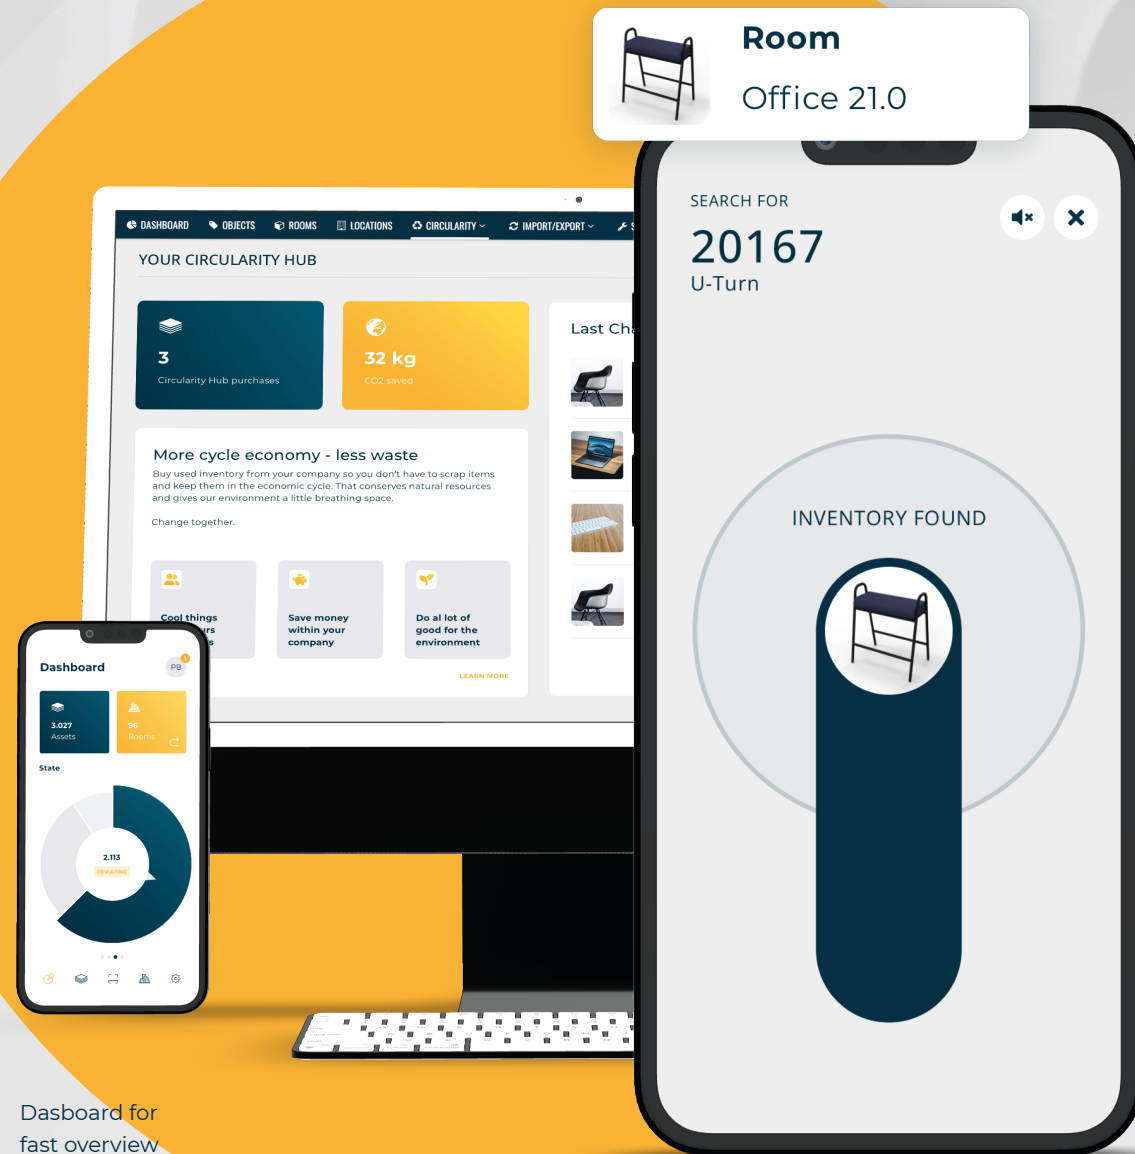 Room
Office 21.0
SEARCH FOR
20167
U-Turn
INVENTORY FOUND
DASHBOARD
OBJECTS
ROOMS
LOCATIONS
CIRCULARITY
IMPORT/EXPORT
YOUR CIRCULARITY HUB
3
Circularity Hub purchases
32 kg
CO2 saved
Last
More cycle economy - less waste
Buy used inventory from your company so you don't have to scrap items
and keep them in the economic cycle. That conserves natural resources
and gives our environment a little breathing space.
Change together.
Cool things
Save money
within your
company
Do al lot of
good for the
environment
LEARN MORE
Dashboard
PB
3.027
Assets
96
Rooms
State
2.113
DEVIATING
Dasboard for
fast overview